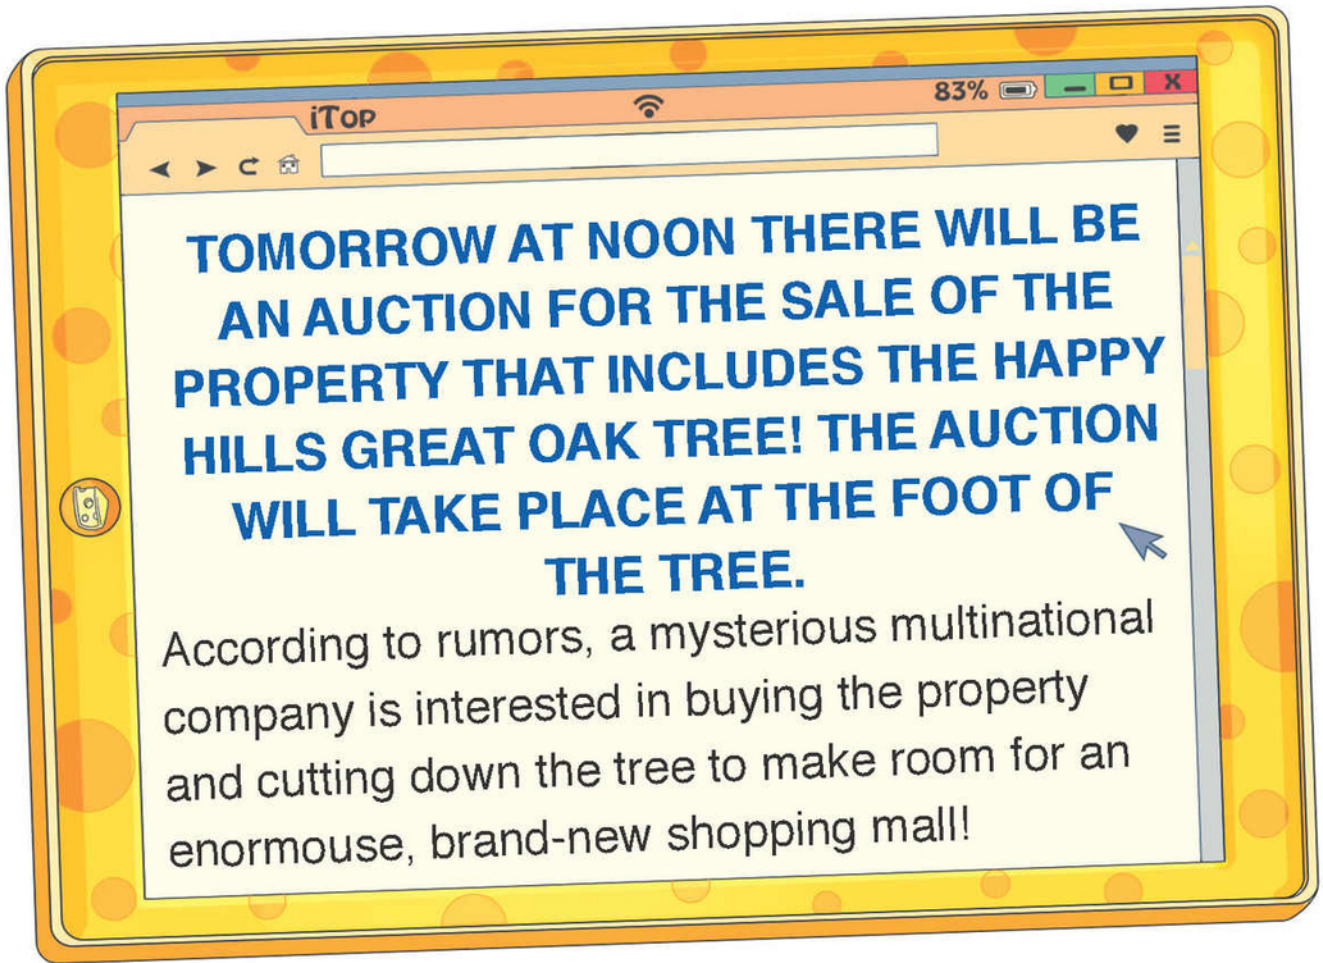 iTop
83%
X
TOMORROW AT NOON THERE WILL BE
AN AUCTION FOR THE SALE OF THE
PROPERTY THAT INCLUDES THE HAPPY
HILLS GREAT OAK TREE! THE AUCTION
WILL TAKE PLACE AT THE FOOT OF
THE TREE.
According to rumors, a mysterious multinational
company is interested in buying the property
and cutting down the tree to make room for an
enormouse, brand-new shopping mall!